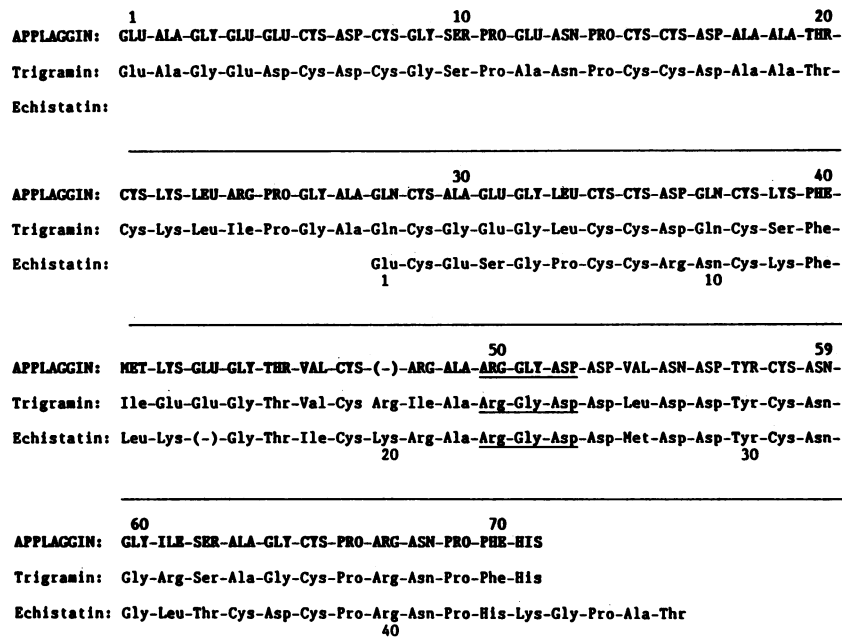 1 10 20
APPLAGGIN: GLU-ALA-GLY-GLU-GLU-CYS-ASP-CYS-GLY-SER-PRO-GLU-ASN-PRO-CYS-CYS-ASP-ALA-ALA-THR-
Trigramin: Glu-Ala-Gly-Glu-Asp-Cys-Asp-Cys-Gly-Ser-Pro-Ala-Asn-Pro-Cys-Cys-Asp-Ala-Ala-Thr-
Echistatin:
30 40
APPLAGGIN: CYS-LYS-LEU-ARG-PRO-GLY-ALA-GLN-CYS-ALA-GLU-GLY-LEU-CYS-CYS-ASP-GLN-CYS-LYS-PHE-
Trigramin: Cys-Lys-Leu-Ile-Pro-Gly-Ala-Gln-Cys-Gly-Glu-Gly-Leu-Cys-Cys-Asp-Gln-Cys-Ser-Phe-
Echistatin: Glu-Cys-Glu-Ser-Gly-Pro-Cys-Cys-Arg-Asn-Cys-Lys-Phe-
1 10
50 59
APPLAGGIN: MET-LYS-GLU-GLY-THR-VAL-CYS-(-)-ARG-ALA-ARG-GLY-ASP-ASP-VAL-ASN-ASP-TYR-CYS-ASN-
Trigramin: Ile-Glu-Glu-Gly-Thr-Val-Cys Arg-Ile-Ala-Arg-Gly-Asp-Asp-Leu-Asp-Asp-Tyr-Cys-Asn-
Echistatin: Leu-Lys-(-)-Gly-Thr-Ile-Cys-Lys-Arg-Ala-Arg-Gly-Asp-Asp-Met-Asp-Asp-Tyr-Cys-Asn-
20 30
60 70
APPLAGGIN: GLY-ILE-SER-ALA-GLY-CYS-PRO-ARG-ASN-PRO-PHE-HIS
Trigramin: Gly-Arg-Ser-Ala-Gly-Cys-Pro-Arg-Asn-Pro-Phe-His
Echistatin: Gly-Leu-Thr-Cys-Asp-Cys-Pro-Arg-Asn-Pro-His-Lys-Gly-Pro-Ala-Thr
40